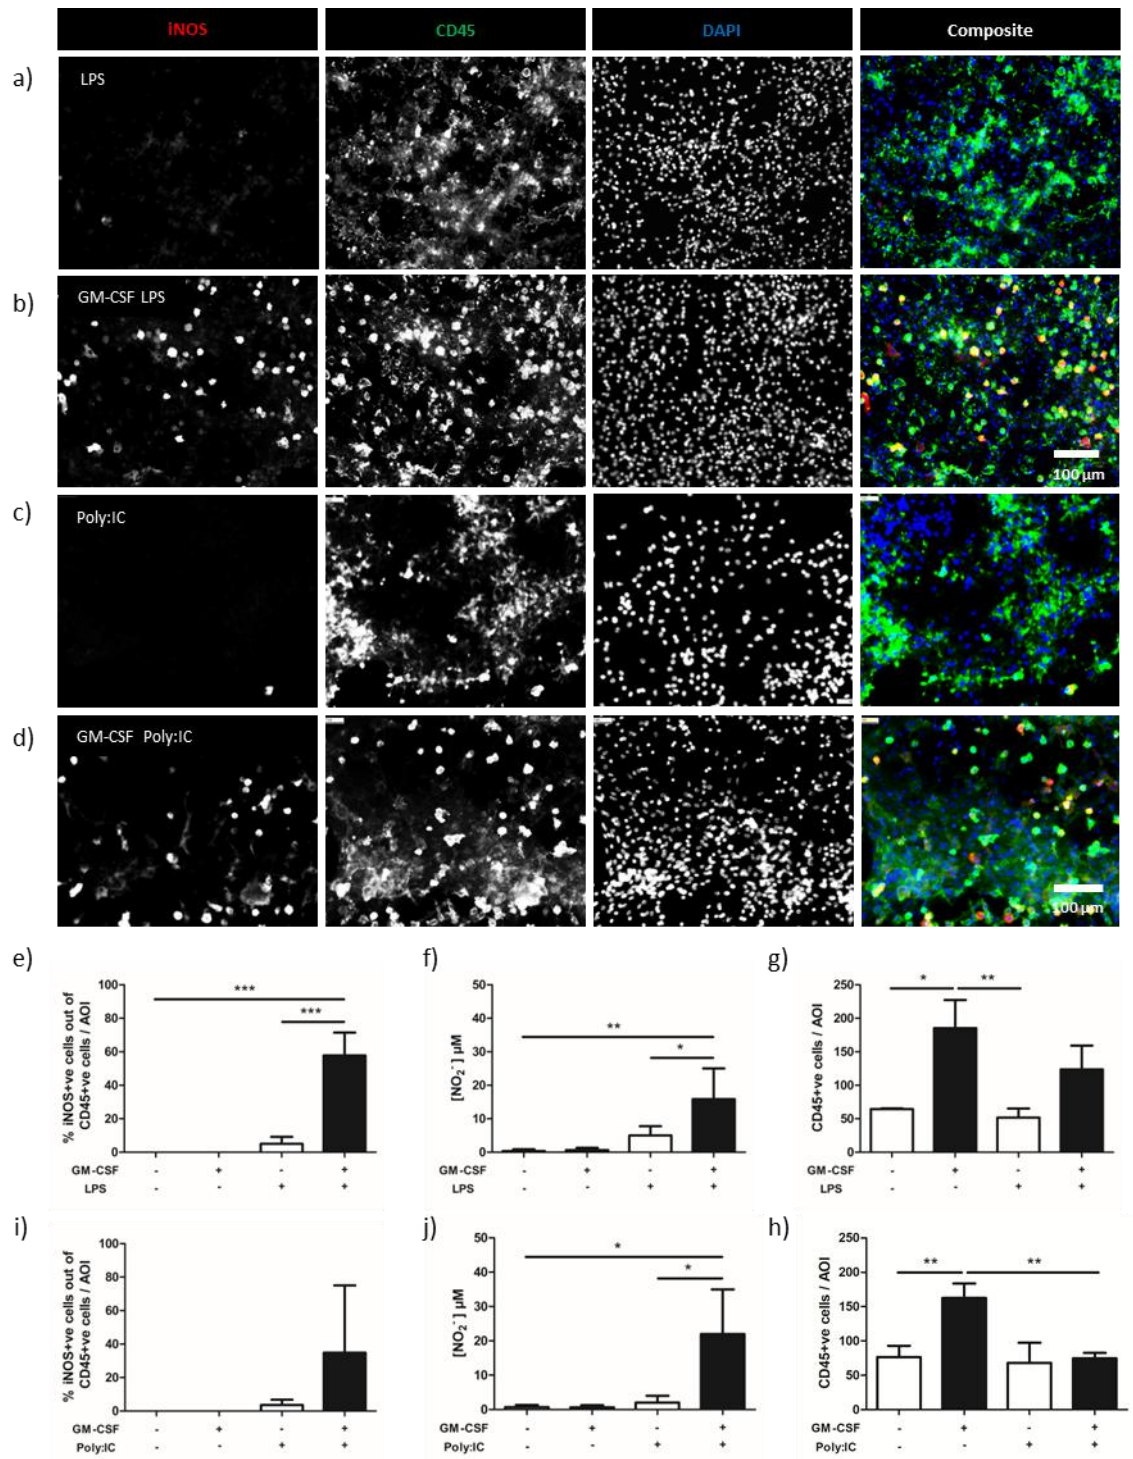 iNOS CD45 DAPI Composite
a) LPS
b) GM-CSF LPS
100 µm
c) Poly:IC
d) GM-CSF Poly:IC
100 µm
e) f) g)
% iNOS+ve cells out of
CD45+ve cells / AOI
100
80
60
40
20
0
*** ***
GM-CSF - + - +
LPS - - + +
[NO2-] µM
50
40
30
20
10
0
** *
GM-CSF - + - +
LPS - - + +
CD45+ve cells / AOI
250
200
150
100
50
0
* **
GM-CSF - + - +
LPS - - + +
i) j) h)
% iNOS+ve cells out of
CD45+ve cells / AOI
100
80
60
40
20
0
GM-CSF - + - +
Poly:IC - - + +
[NO2-] µM
50
40
30
20
10
0
* *
GM-CSF - + - +
Poly:IC - - + +
CD45+ve cells / AOI
250
200
150
100
50
0
** **
GM-CSF - + - +
Poly:IC - - + +